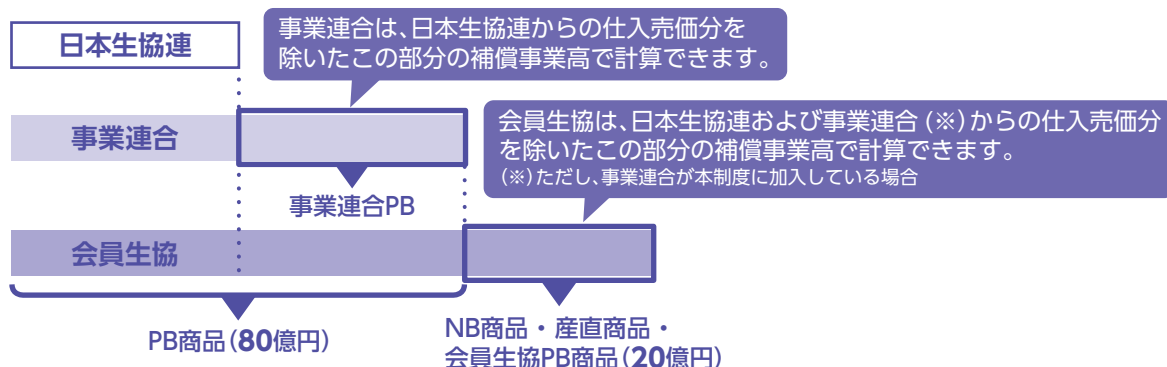 日本生協連
事業連合は、日本生協連からの仕入売価分を
除いたこの部分の補償事業高で計算できます。
事業連合
会員生協は、日本生協連および事業連合(※)からの仕入売価分
を除いたこの部分の補償事業高で計算できます。
(※)ただし、事業連合が本制度に加入している場合
事業連合PB
会員生協
PB商品(80億円)
NB商品・産直商品・
会員生協PB商品(20億円)